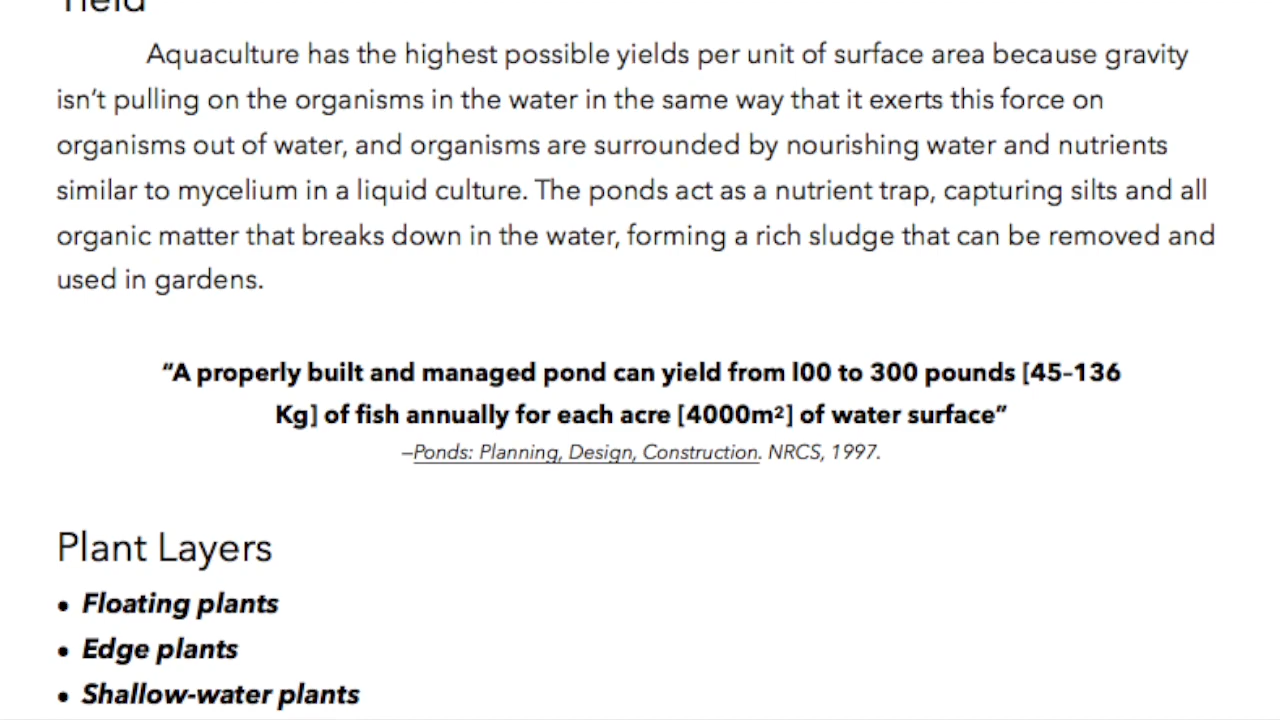 Yield
Aquaculture has the highest possible yields per unit of surface area because gravity
isn't pulling on the organisms in the water in the same way that it exerts this force on
organisms out of water, and organisms are surrounded by nourishing water and nutrients
similar to mycelium in a liquid culture. The ponds act as a nutrient trap, capturing silts and all
organic matter that breaks down in the water, forming a rich sludge that can be removed and
used in gardens.
“A properly built and managed pond can yield from l00 to 300 pounds [45–136
Kg] of fish annually for each acre [4000m²] of water surface”
–Ponds: Planning, Design, Construction. NRCS, 1997.
Plant Layers
• Floating plants
• Edge plants
• Shallow-water plants